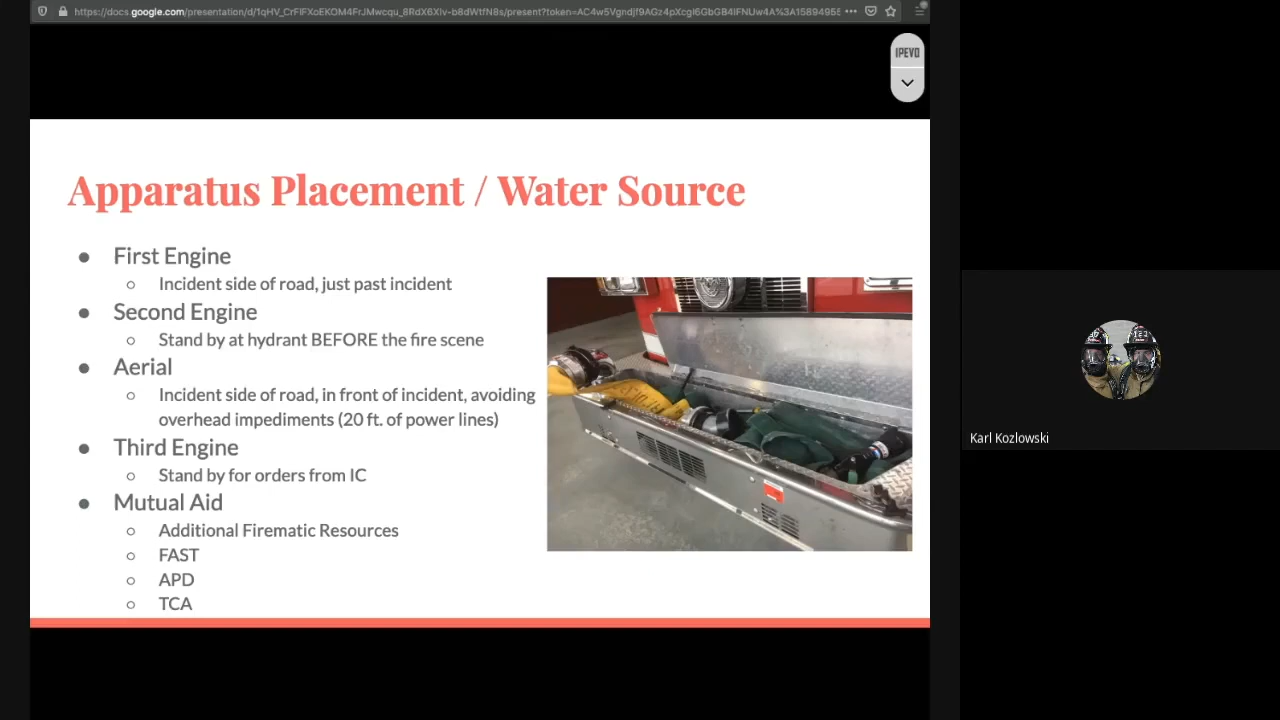 IPEVO
Apparatus Placement / Water Source
● First Engine
○ Incident side of road, just past incident
● Second Engine
○ Stand by at hydrant BEFORE the fire scene
● Aerial
○ Incident side of road, in front of incident, avoiding
overhead impediments (20 ft. of power lines)
● Third Engine
○ Stand by for orders from IC
● Mutual Aid
○ Additional Firematic Resources
○ FAST
○ APD
○ TCA
Karl Kozlowski